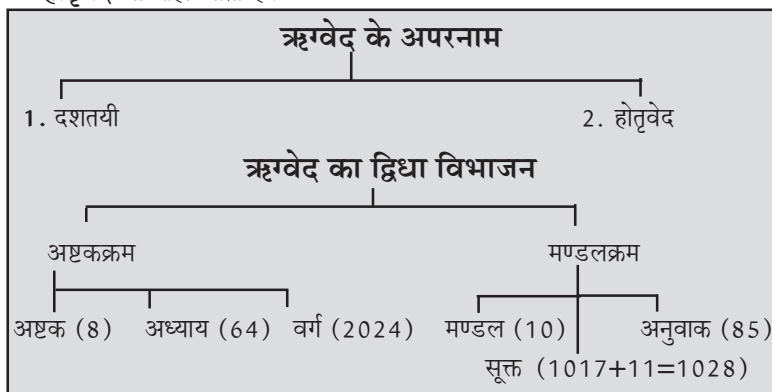 ऋग्वेद के अपरनाम
1. दशतयी 2. होतृवेद
ऋग्वेद का द्विधा विभाजन
अष्टकक्रम मण्डलक्रम
अष्टक (8) अध्याय (64) वर्ग (2024) मण्डल (10) अनुवाक (85)
सूक्त (1017+11=1028)